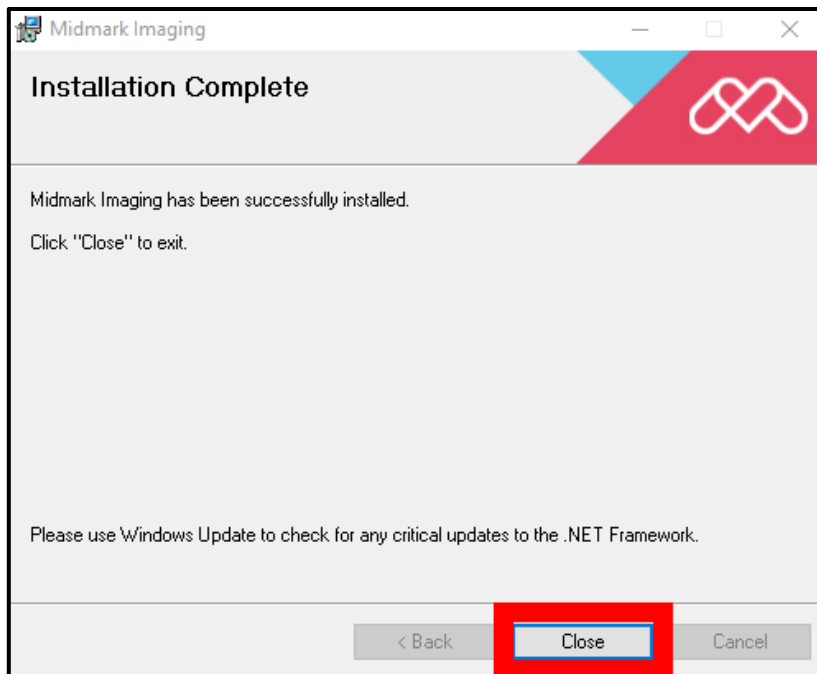 Midmark Imaging
Installation Complete
Midmark Imaging has been successfully installed.
Click "Close" to exit.
Please use Windows Update to check for any critical updates to the .NET Framework.
< Back
Close
Cancel